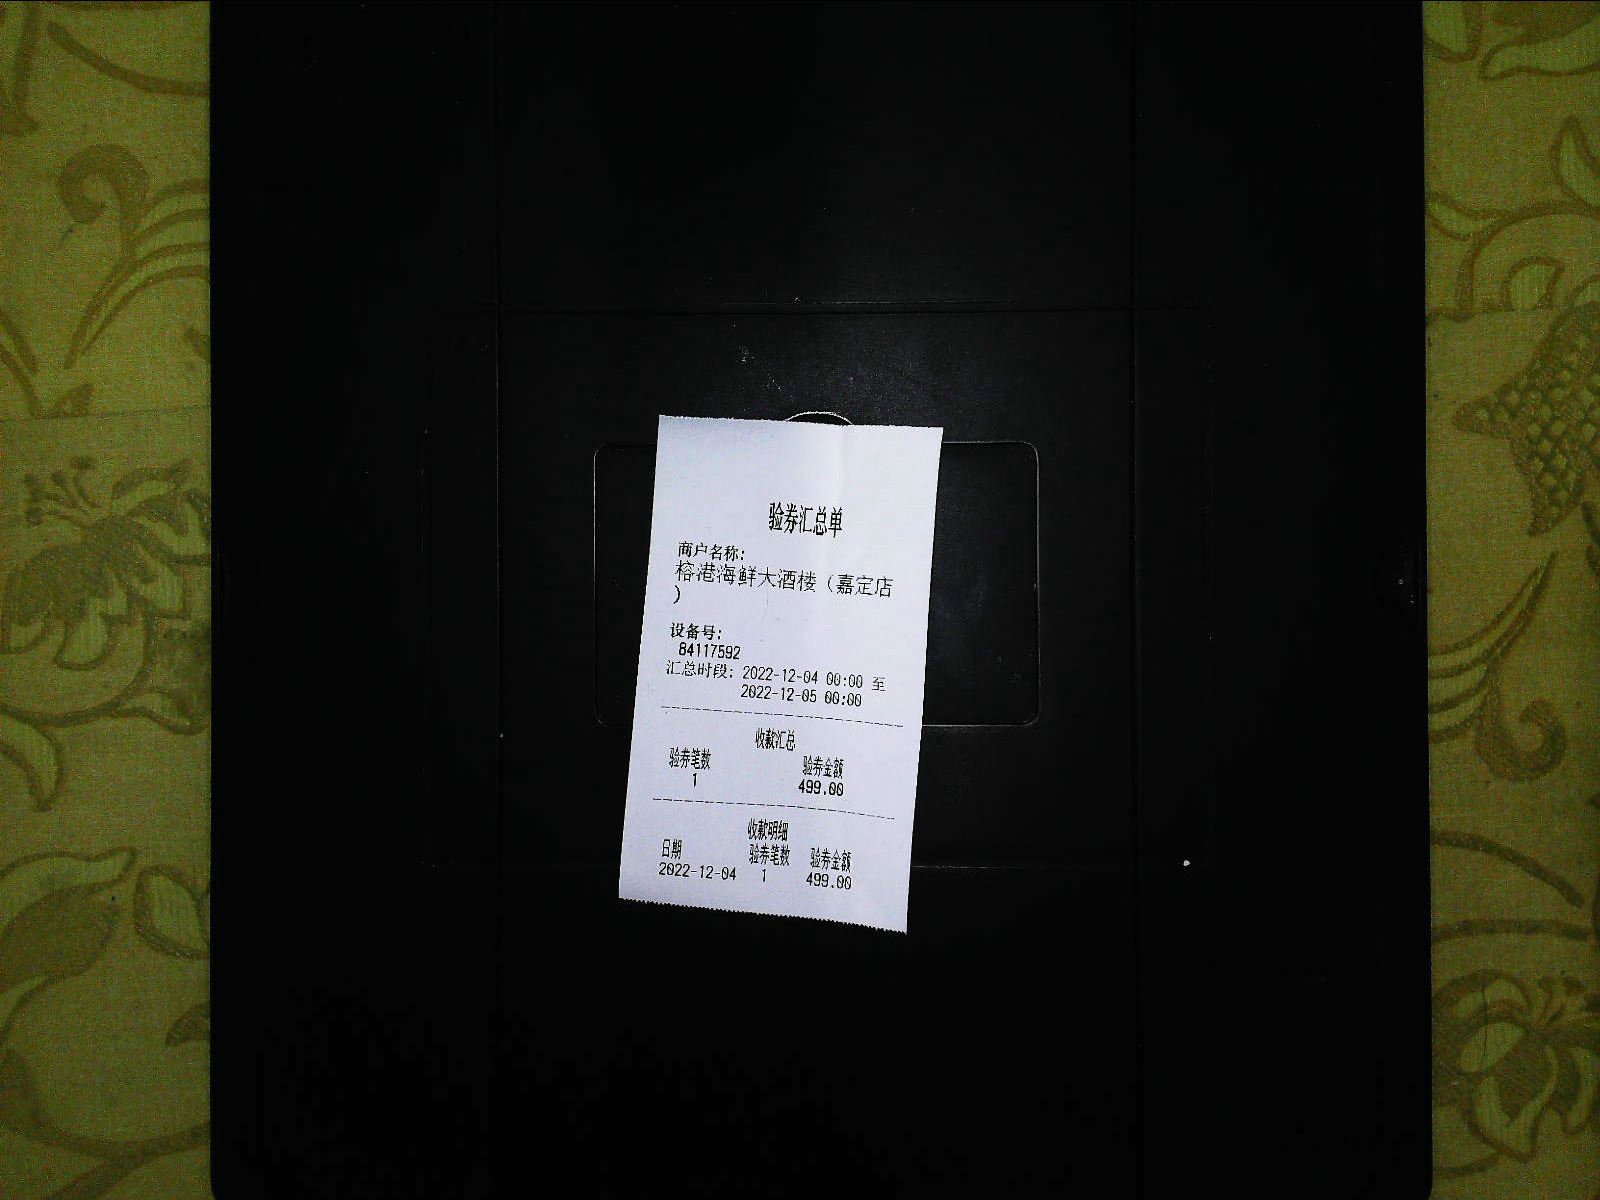 验券汇总单
商户名称:
榕港海鲜大酒楼（嘉定店
）
设备号:
84117592
汇总时段: 2022-12-04 00:00 至
2022-12-05 00:00
收款汇总
验券笔数 验券金额
1 499.00
收款明细
日期 验券笔数 验券金额
2022-12-04 1 499.00